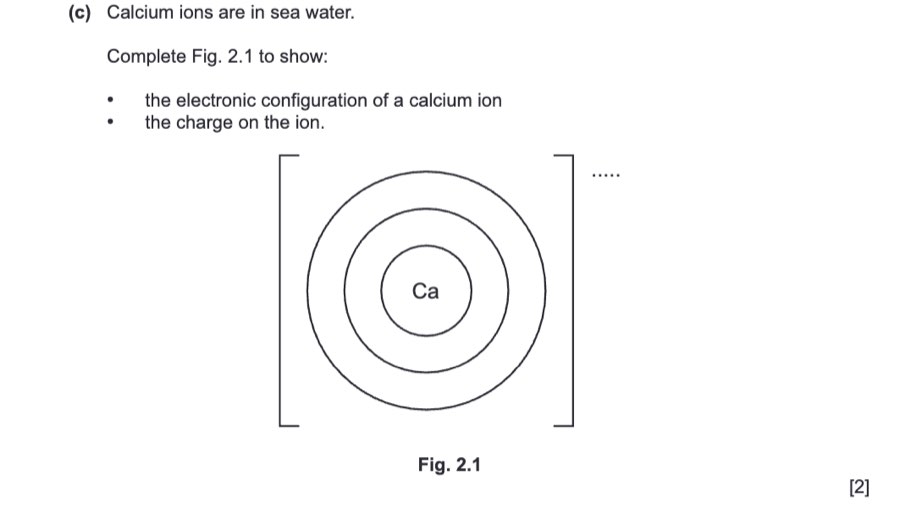 (c) Calcium ions are in sea water.
Complete Fig. 2.1 to show:
• the electronic configuration of a calcium ion
• the charge on the ion.
.....
Ca
Fig. 2.1
[2]